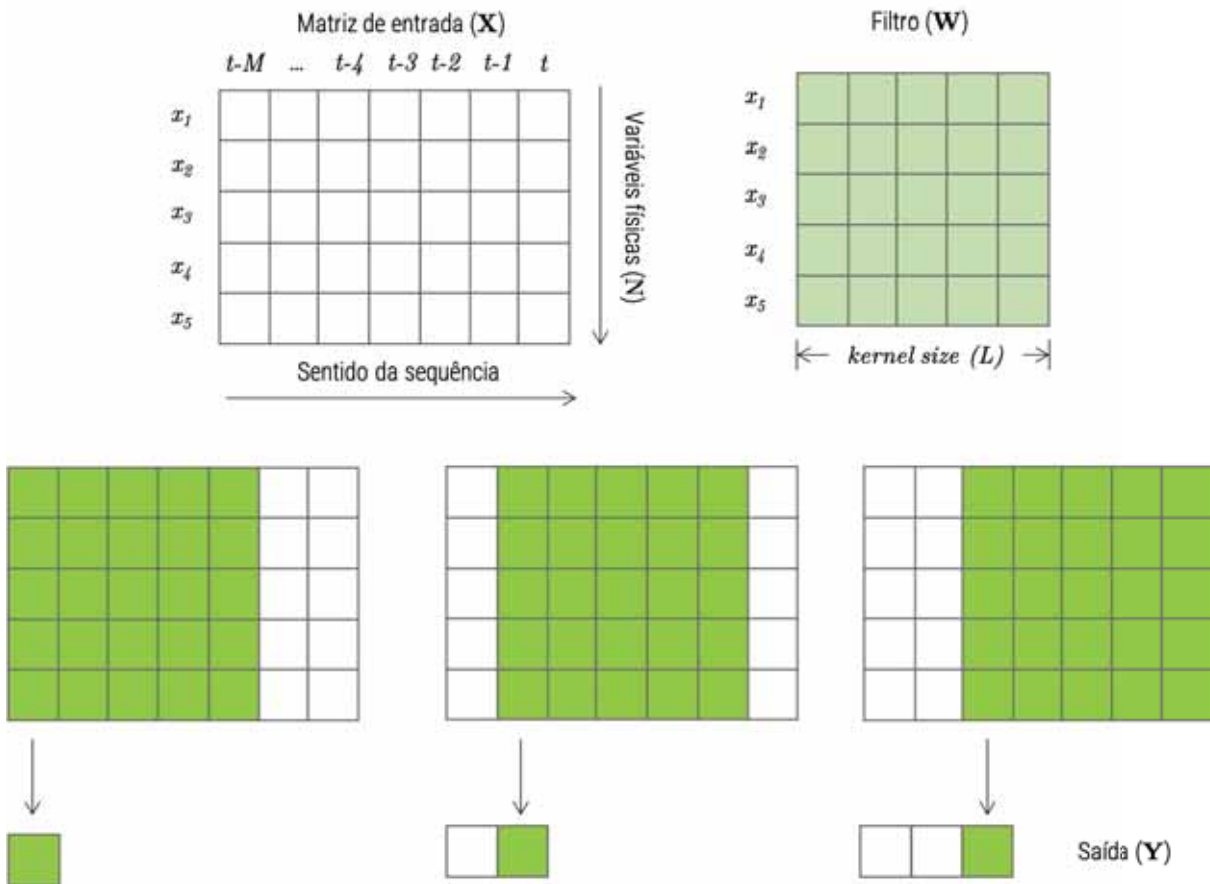 Matriz de entrada (X)
t-M ... t-4 t-3 t-2 t-1 t
x1
x2
x3
x4
x5
Variáveis físicas (N)
Sentido da sequência
Filtro (W)
x1
x2
x3
x4
x5
kernel size (L)
Saída (Y)